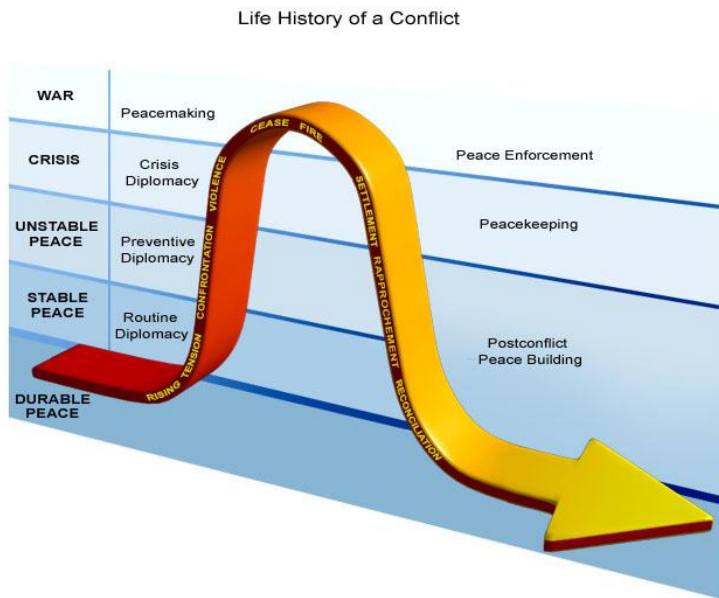 Life History of a Conflict
WAR
Peacemaking
CRISIS
Crisis
Diplomacy
UNSTABLE
PEACE
Preventive
Diplomacy
STABLE
PEACE
Routine
Diplomacy
DURABLE
PEACE
RISING TENSION CONFRONTATION VIOLENCE CEASE FIRE SETTLEMENT RAPPROCHEMENT RECONCILIATION
Peace Enforcement
Peacekeeping
Postconflict
Peace Building